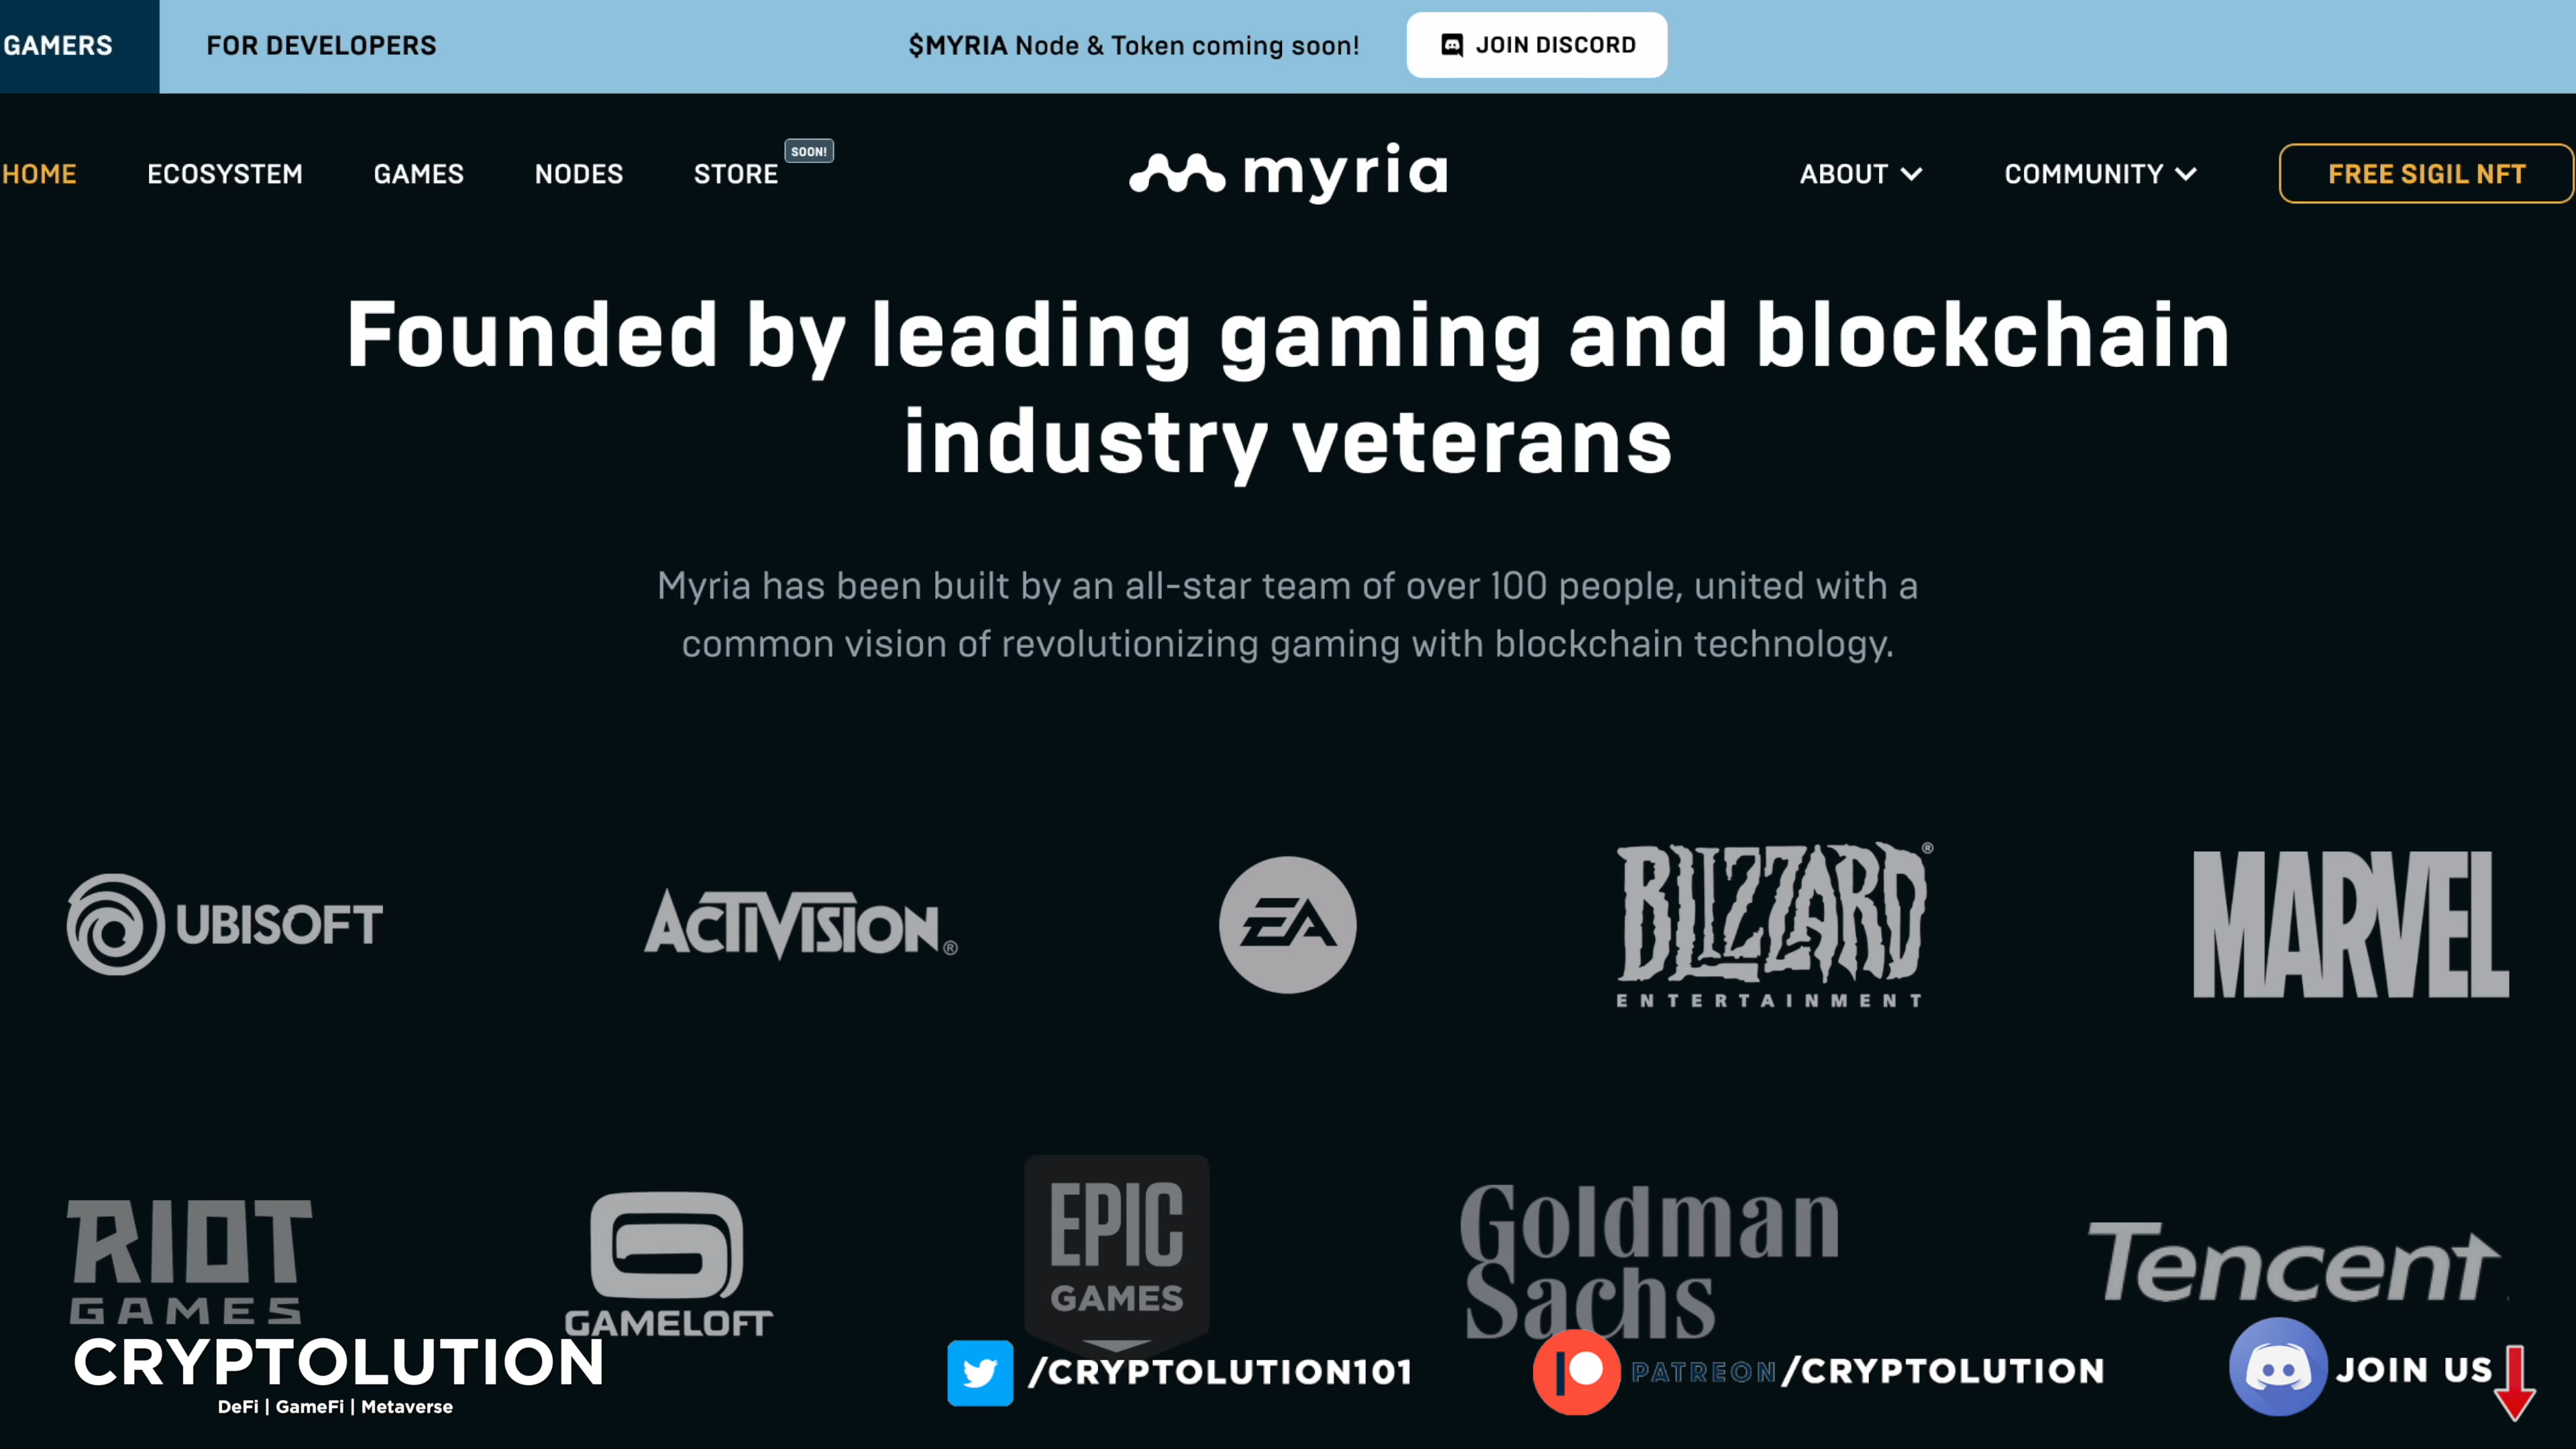 GAMERS
FOR DEVELOPERS
$MYRIA Node & Token coming soon!
JOIN DISCORD
HOME
ECOSYSTEM
GAMES
NODES
STORE
SOON!
myria
ABOUT
COMMUNITY
FREE SIGIL NFT
Founded by leading gaming and blockchain
industry veterans
Myria has been built by an all-star team of over 100 people, united with a
common vision of revolutionizing gaming with blockchain technology.
UBISOFT
ACTIVISION®
EA
BLIZZARD®
ENTERTAINMENT
MARVEL
RIOT
GAMES
GAMELOFT
EPIC
GAMES
Goldman
Sachs
Tencent
CRYPTOLUTION
DeFi | GameFi | Metaverse
/CRYPTOLUTION101
PATREON/CRYPTOLUTION
JOIN US